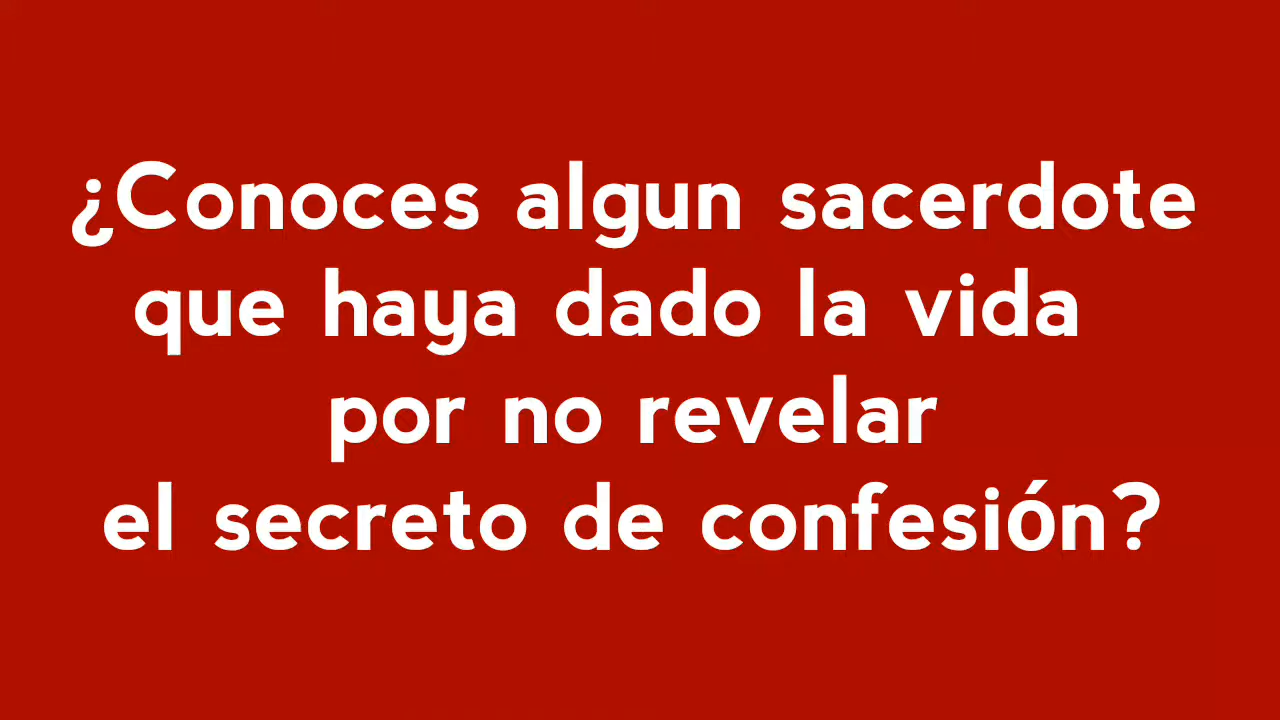 ¿Conoces algun sacerdote
que haya dado la vida
por no revelar
el secreto de confesión?